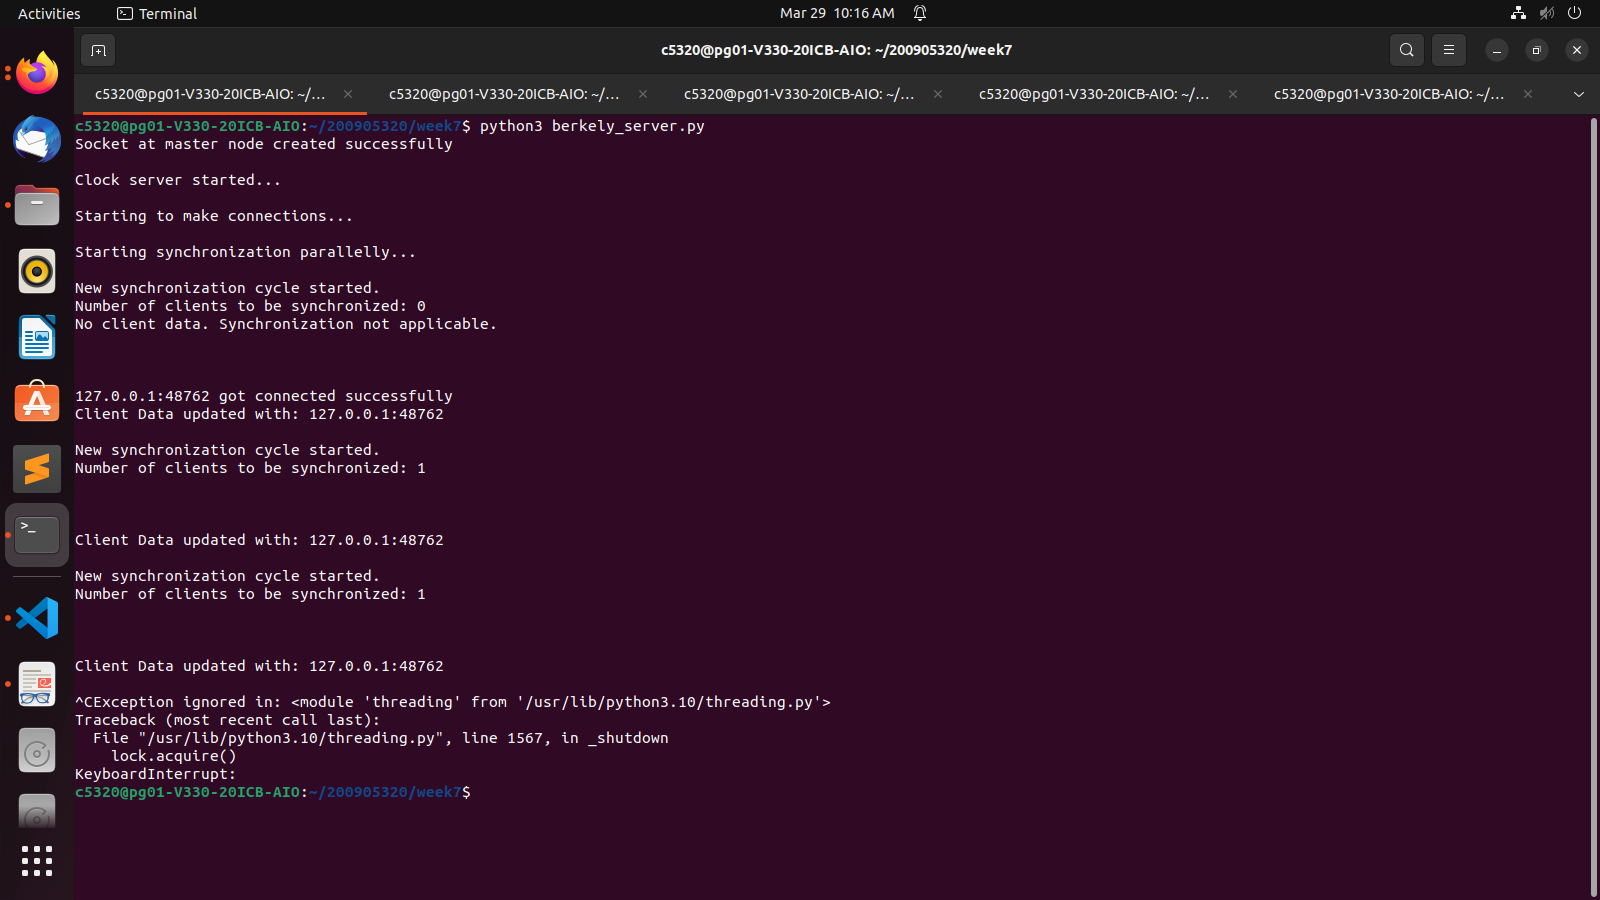 Activities
Terminal
Mar 29 10:16 AM
c5320@pg01-V330-20ICB-AIO: ~/200905320/week7
c5320@pg01-V330-20ICB-AIO: ~/...
c5320@pg01-V330-20ICB-AIO: ~/...
c5320@pg01-V330-20ICB-AIO: ~/...
c5320@pg01-V330-20ICB-AIO: ~/...
c5320@pg01-V330-20ICB-AIO: ~/...
c5320@pg01-V330-20ICB-AIO:~/200905320/week7$ python3 berkely_server.py
Socket at master node created successfully
Clock server started...
Starting to make connections...
Starting synchronization parallelly...
New synchronization cycle started.
Number of clients to be synchronized: 0
No client data. Synchronization not applicable.
127.0.0.1:48762 got connected successfully
Client Data updated with: 127.0.0.1:48762
New synchronization cycle started.
Number of clients to be synchronized: 1
Client Data updated with: 127.0.0.1:48762
New synchronization cycle started.
Number of clients to be synchronized: 1
Client Data updated with: 127.0.0.1:48762
^CException ignored in: <module 'threading' from '/usr/lib/python3.10/threading.py'>
Traceback (most recent call last):
File "/usr/lib/python3.10/threading.py", line 1567, in _shutdown
lock.acquire()
KeyboardInterrupt:
c5320@pg01-V330-20ICB-AIO:~/200905320/week7$